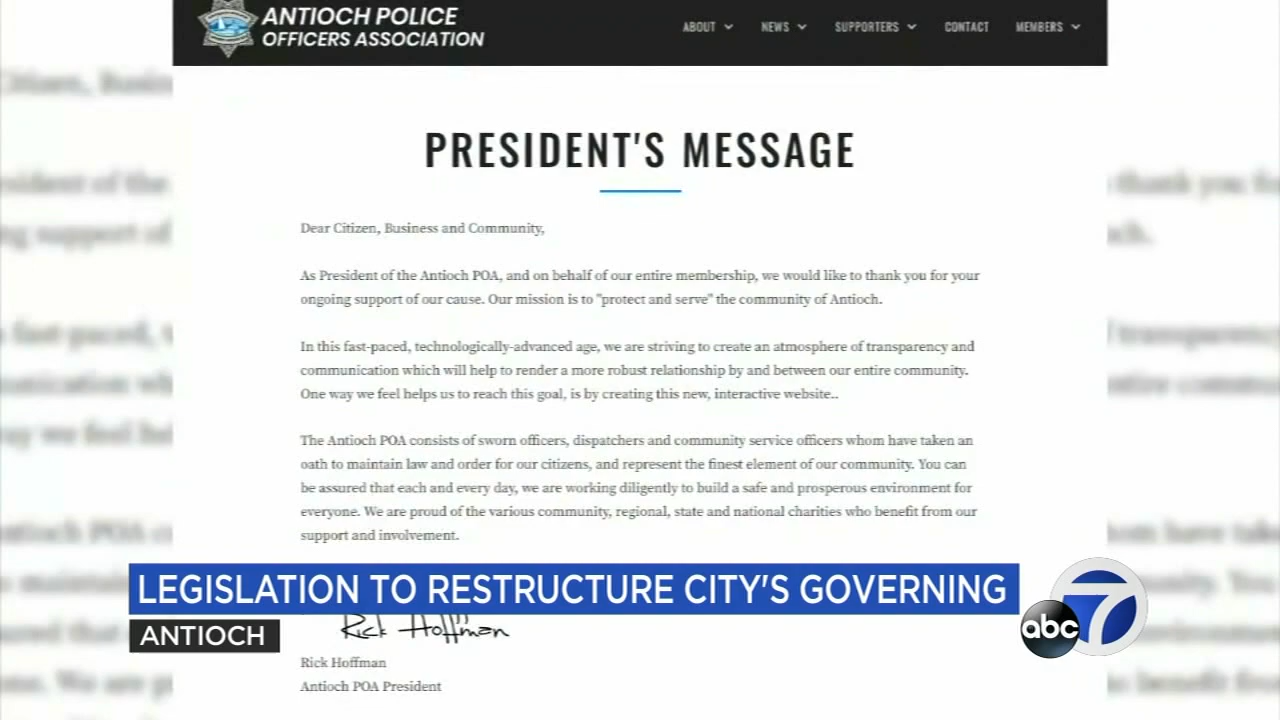 ANTIOCH POLICE
OFFICERS ASSOCIATION
ABOUT NEWS SUPPORTERS CONTACT MEMBERS
PRESIDENT'S MESSAGE
Dear Citizen, Business and Community,
As President of the Antioch POA, and on behalf of our entire membership, we would like to thank you for your
ongoing support of our cause. Our mission is to "protect and serve" the community of Antioch.
In this fast-paced, technologically-advanced age, we are striving to create an atmosphere of transparency and
communication which will help to render a more robust relationship by and between our entire community.
One way we feel helps us to reach this goal, is by creating this new, interactive website..
The Antioch POA consists of sworn officers, dispatchers and community service officers whom have taken an
oath to maintain law and order for our citizens, and represent the finest element of our community. You can
be assured that each and every day, we are working diligently to build a safe and prosperous environment for
everyone. We are proud of the various community, regional, state and national charities who benefit from our
support and involvement.
LEGISLATION TO RESTRUCTURE CITY'S GOVERNING
ANTIOCH
abc 7
Rick Hoffman
Rick Hoffman
Antioch POA President